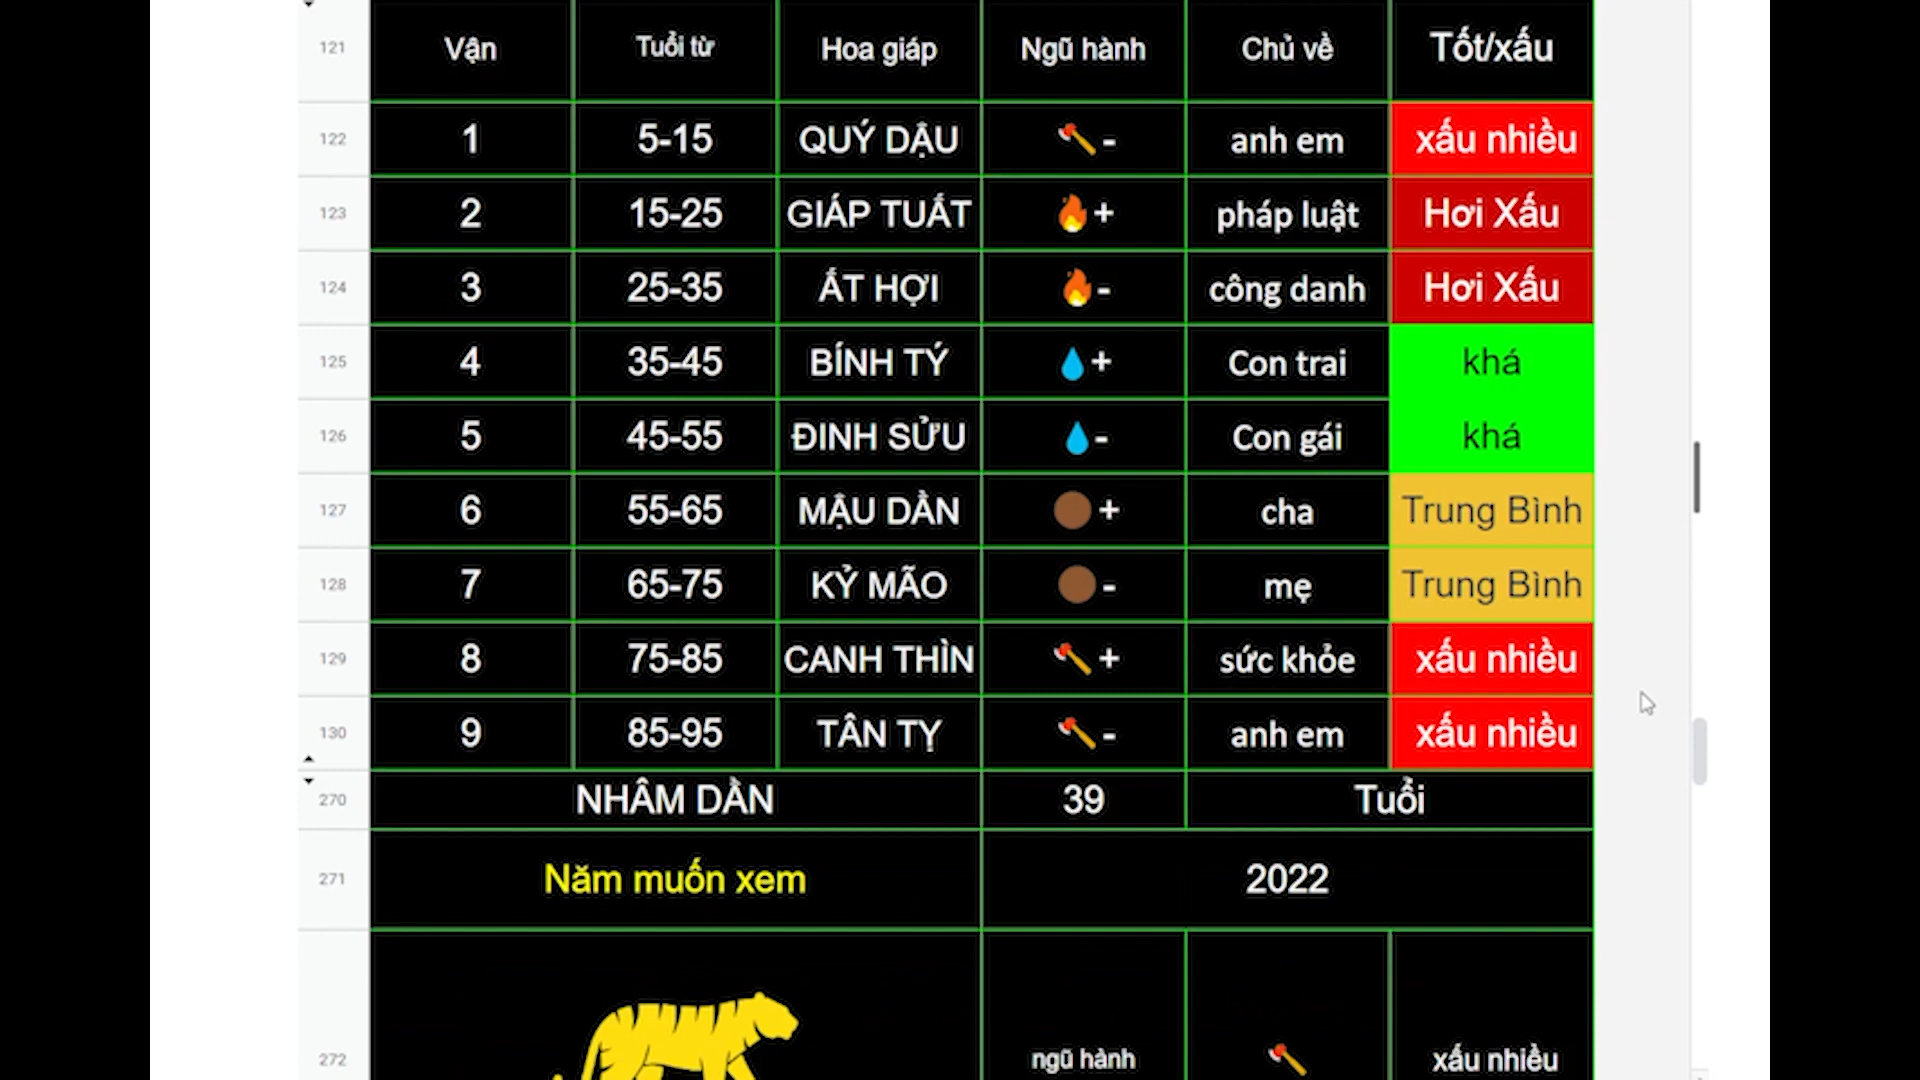 121 Vận Tuổi từ Hoa giáp Ngũ hành Chủ về Tốt/xấu
122 1 5-15 QUÝ DẬU - anh em xấu nhiều
123 2 15-25 GIÁP TUẤT + pháp luật Hơi Xấu
124 3 25-35 ẤT HỢI - công danh Hơi Xấu
125 4 35-45 BÍNH TÝ + Con trai khá
126 5 45-55 ĐINH SỬU - Con gái khá
127 6 55-65 MẬU DẦN + cha Trung Bình
128 7 65-75 KỶ MÃO - mẹ Trung Bình
129 8 75-85 CANH THÌN + sức khỏe xấu nhiều
130 9 85-95 TÂN TỴ - anh em xấu nhiều
270 NHÂM DẦN 39 Tuổi
271 Năm muốn xem 2022
272 ngũ hành xấu nhiều